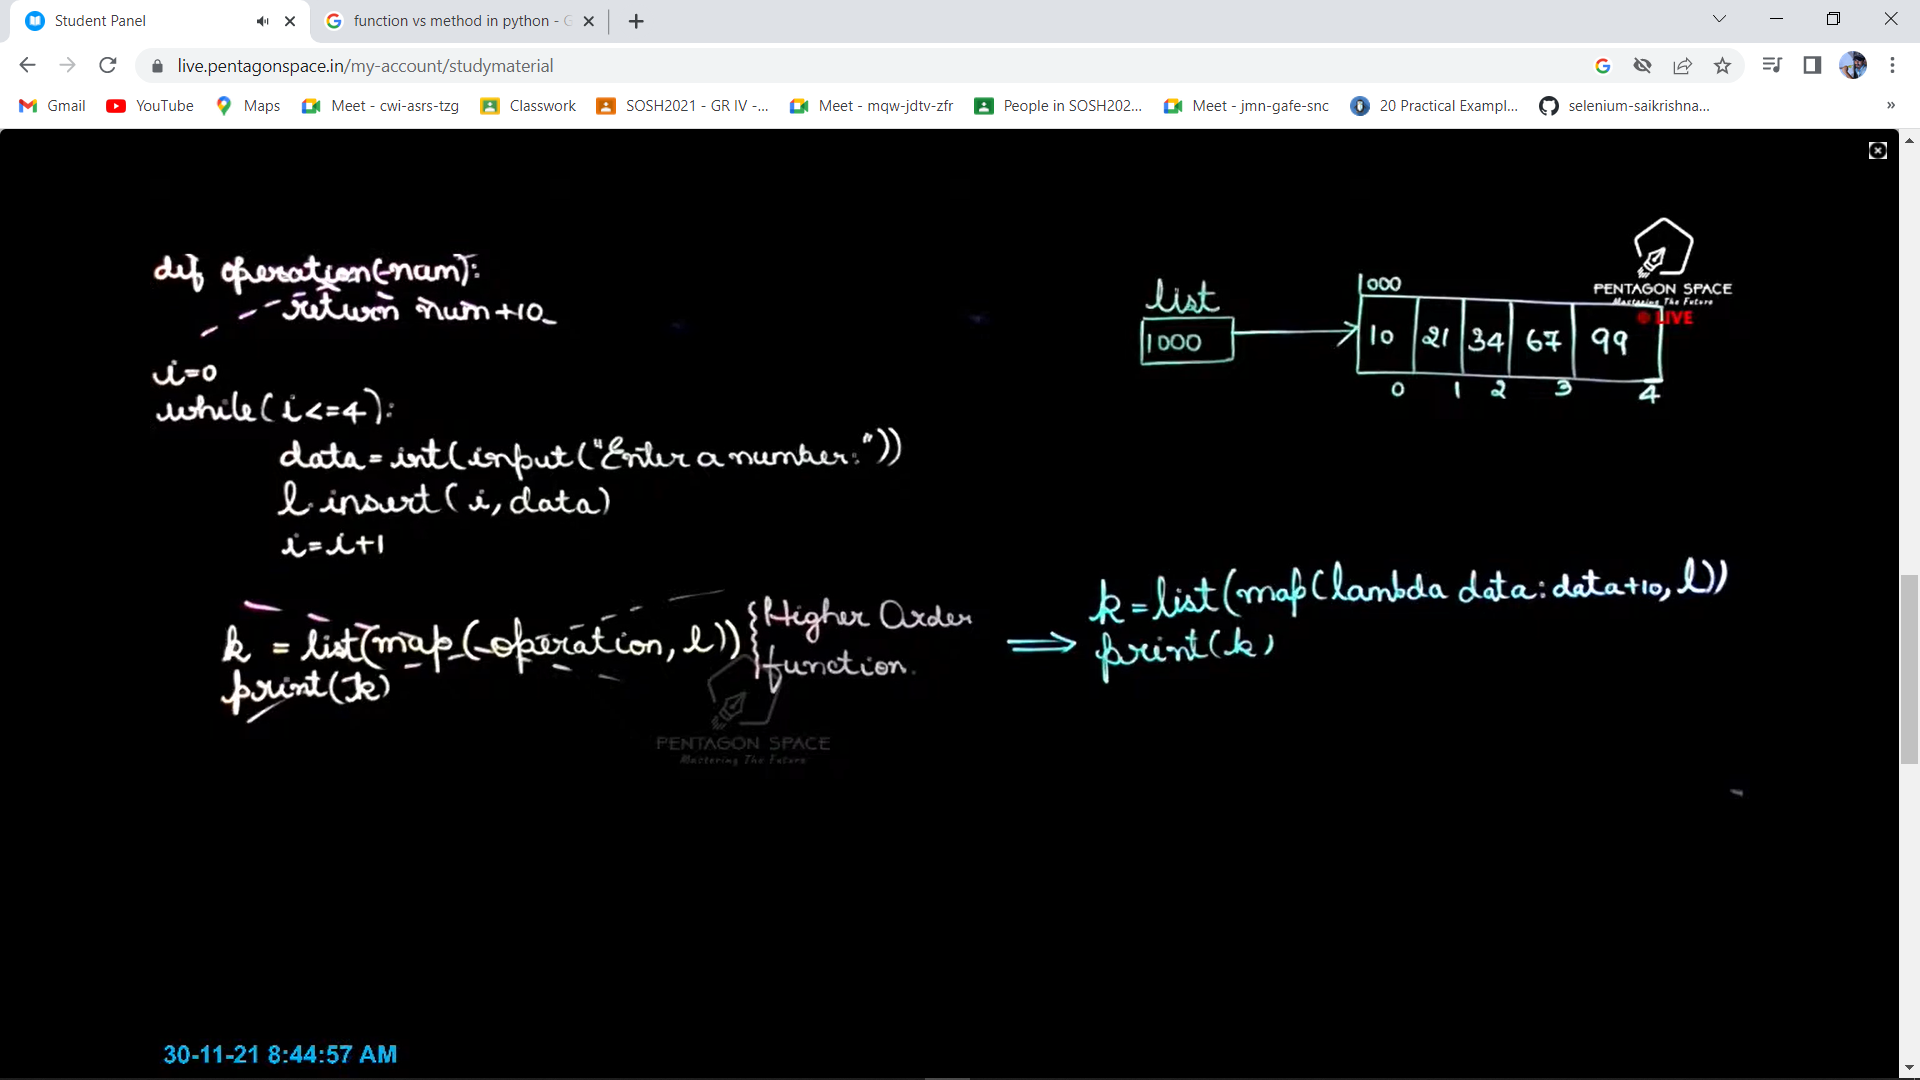 Student Panel
function vs method in python - G
live.pentagonspace.in/my-account/studymaterial
Gmail
YouTube
Maps
Meet - cwi-asrs-tzg
Classwork
SOSH2021 - GR IV -...
Meet - mqw-jdtv-zfr
People in SOSH202...
Meet - jmn-gafe-snc
20 Practical Exampl...
selenium-saikrishna...
»
def operation(num):
return num+10
i=0
while(i<=4):
data=int(input("Enter a number:"))
l.insert(i,data)
i=i+1
k = list(map(operation,l))
print(k)
Higher Order
function.
list
1000
1000
10 21 34 67 99
0 1 2 3 4
PENTAGON SPACE
Mastering The Future
LIVE
k=list(map(lambda data:data+10,l))
print(k)
PENTAGON SPACE
Mastering The Future
30-11-21 8:44:57 AM